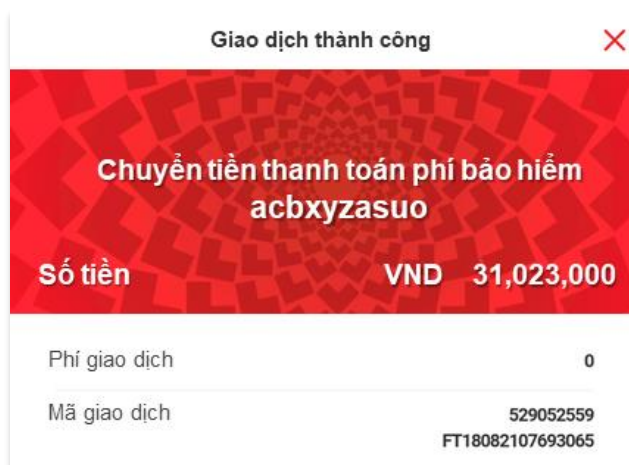 Giao dịch thành công
Chuyển tiền thanh toán phí bảo hiểm
acbxyzasuo
Số tiền VND 31,023,000
Phí giao dịch 0
Mã giao dịch 529052559
FT18082107693065